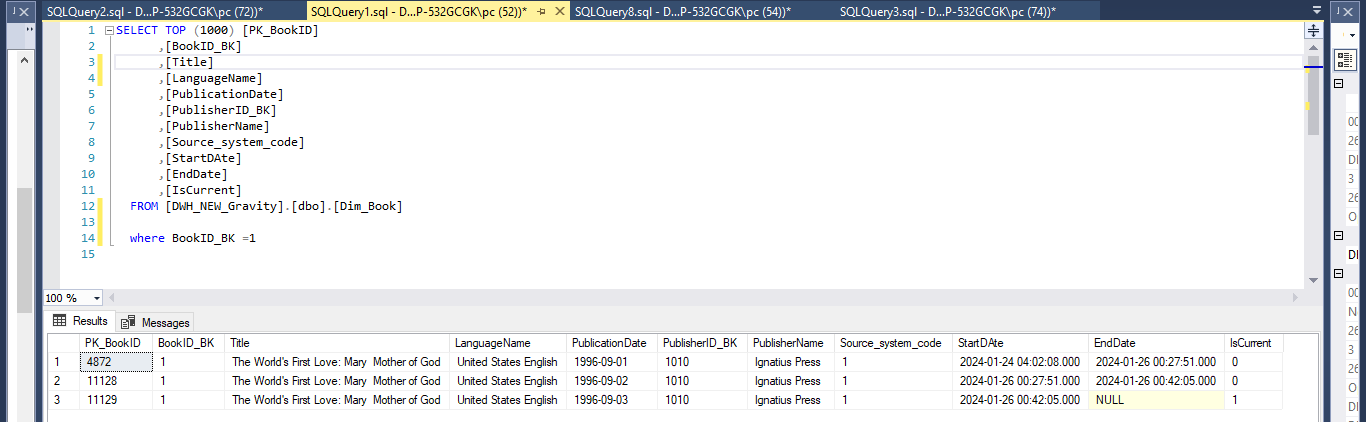 SQLQuery2.sql - D...P-532GCGK\pc (72))* SQLQuery1.sql - D...P-532GCGK\pc (52))* SQLQuery8.sql - D...P-532GCGK\pc (54))* SQLQuery3.sql - D...P-532GCGK\pc (74))*
1 SELECT TOP (1000) [PK_BookID]
2 ,[BookID_BK]
3 ,[Title]
4 ,[LanguageName]
5 ,[PublicationDate]
6 ,[PublisherID_BK]
7 ,[PublisherName]
8 ,[Source_system_code]
9 ,[StartDAte]
10 ,[EndDate]
11 ,[IsCurrent]
12 FROM [DWH_NEW_Gravity].[dbo].[Dim_Book]
13
14 where BookID_BK =1
15
100 %
Results Messages
PK_BookID BookID_BK Title LanguageName PublicationDate PublisherID_BK PublisherName Source_system_code StartDAte EndDate IsCurrent
1 4872 1 The World's First Love: Mary  Mother of God United States English 1996-09-01 1010 Ignatius Press 1 2024-01-24 04:02:08.000 2024-01-26 00:27:51.000 0
2 11128 1 The World's First Love: Mary  Mother of God United States English 1996-09-02 1010 Ignatius Press 1 2024-01-26 00:27:51.000 2024-01-26 00:42:05.000 0
3 11129 1 The World's First Love: Mary  Mother of God United States English 1996-09-03 1010 Ignatius Press 1 2024-01-26 00:42:05.000 NULL 1